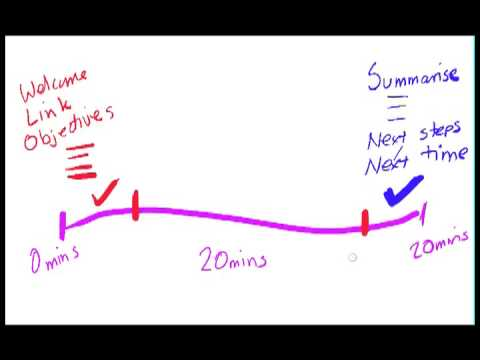 Welcome
Link
Objectives
Summarise
Next steps
Next time
0mins
20mins
20mins